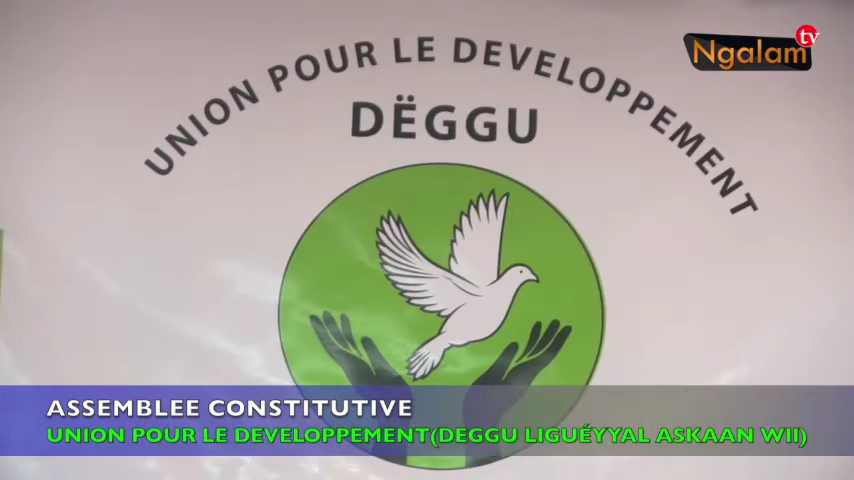 Ngalam tv
UNION POUR LE DEVELOPPEMENT
DËGGU
ASSEMBLEE CONSTITUTIVE
UNION POUR LE DEVELOPPEMENT(DEGGU LIGUÉYYAL ASKAAN WII)